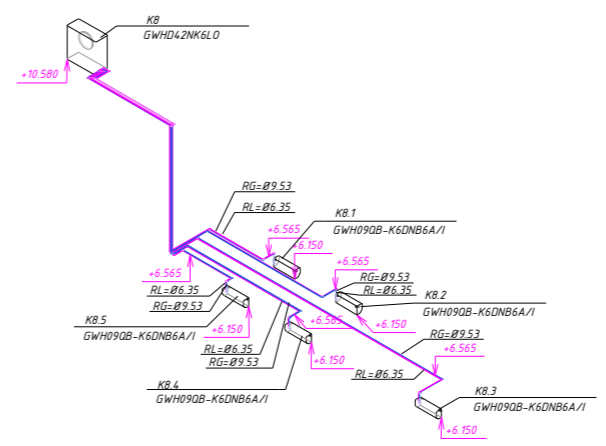 K8
GWHD42NK6LO
+10.580
RG=Ø9.53
RL=Ø6.35
K8.1
GWH09QB-K6DNB6A/I
+6.565
+6.150
+6.565
+6.565
RG=Ø9.53
RL=Ø6.35
K8.2
GWH09QB-K6DNB6A/I
RL=Ø6.35
RG=Ø9.53
K8.5
GWH09QB-K6DNB6A/I
+6.150
+6.565
+6.150
RG=Ø9.53
RL=Ø6.35
RG=Ø9.53
+6.150
+6.565
RL=Ø6.35
K8.4
GWH09QB-K6DNB6A/I
K8.3
GWH09QB-K6DNB6A/I
+6.150